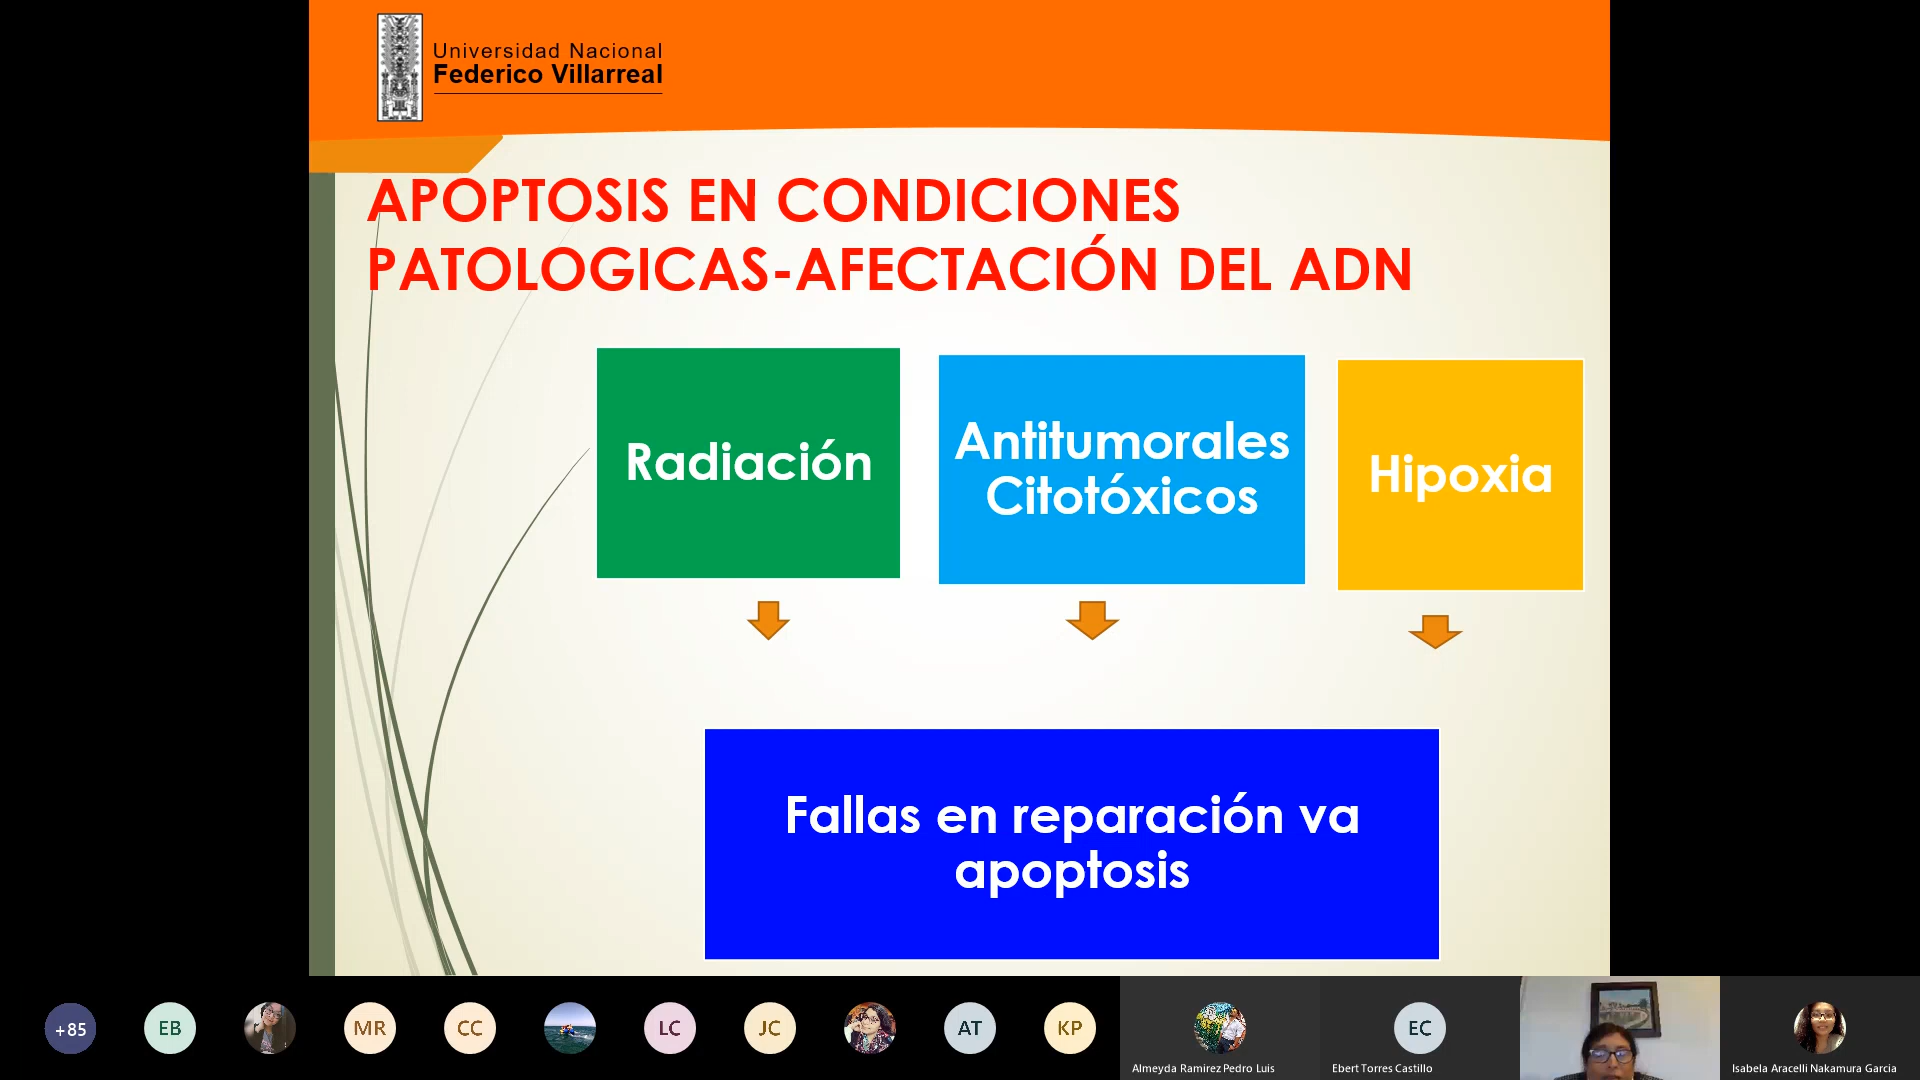 Universidad Nacional
Federico Villarreal
APOPTOSIS EN CONDICIONES
PATOLOGICAS-AFECTACIÓN DEL ADN
Radiación
Antitumorales
Citotóxicos
Hipoxia
Fallas en reparación va
apoptosis
+85
EB
MR
CC
LC
JC
AT
KP
Almeyda Ramirez Pedro Luis
EC
Ebert Torres Castillo
Isabela Aracelli Nakamura Garcia